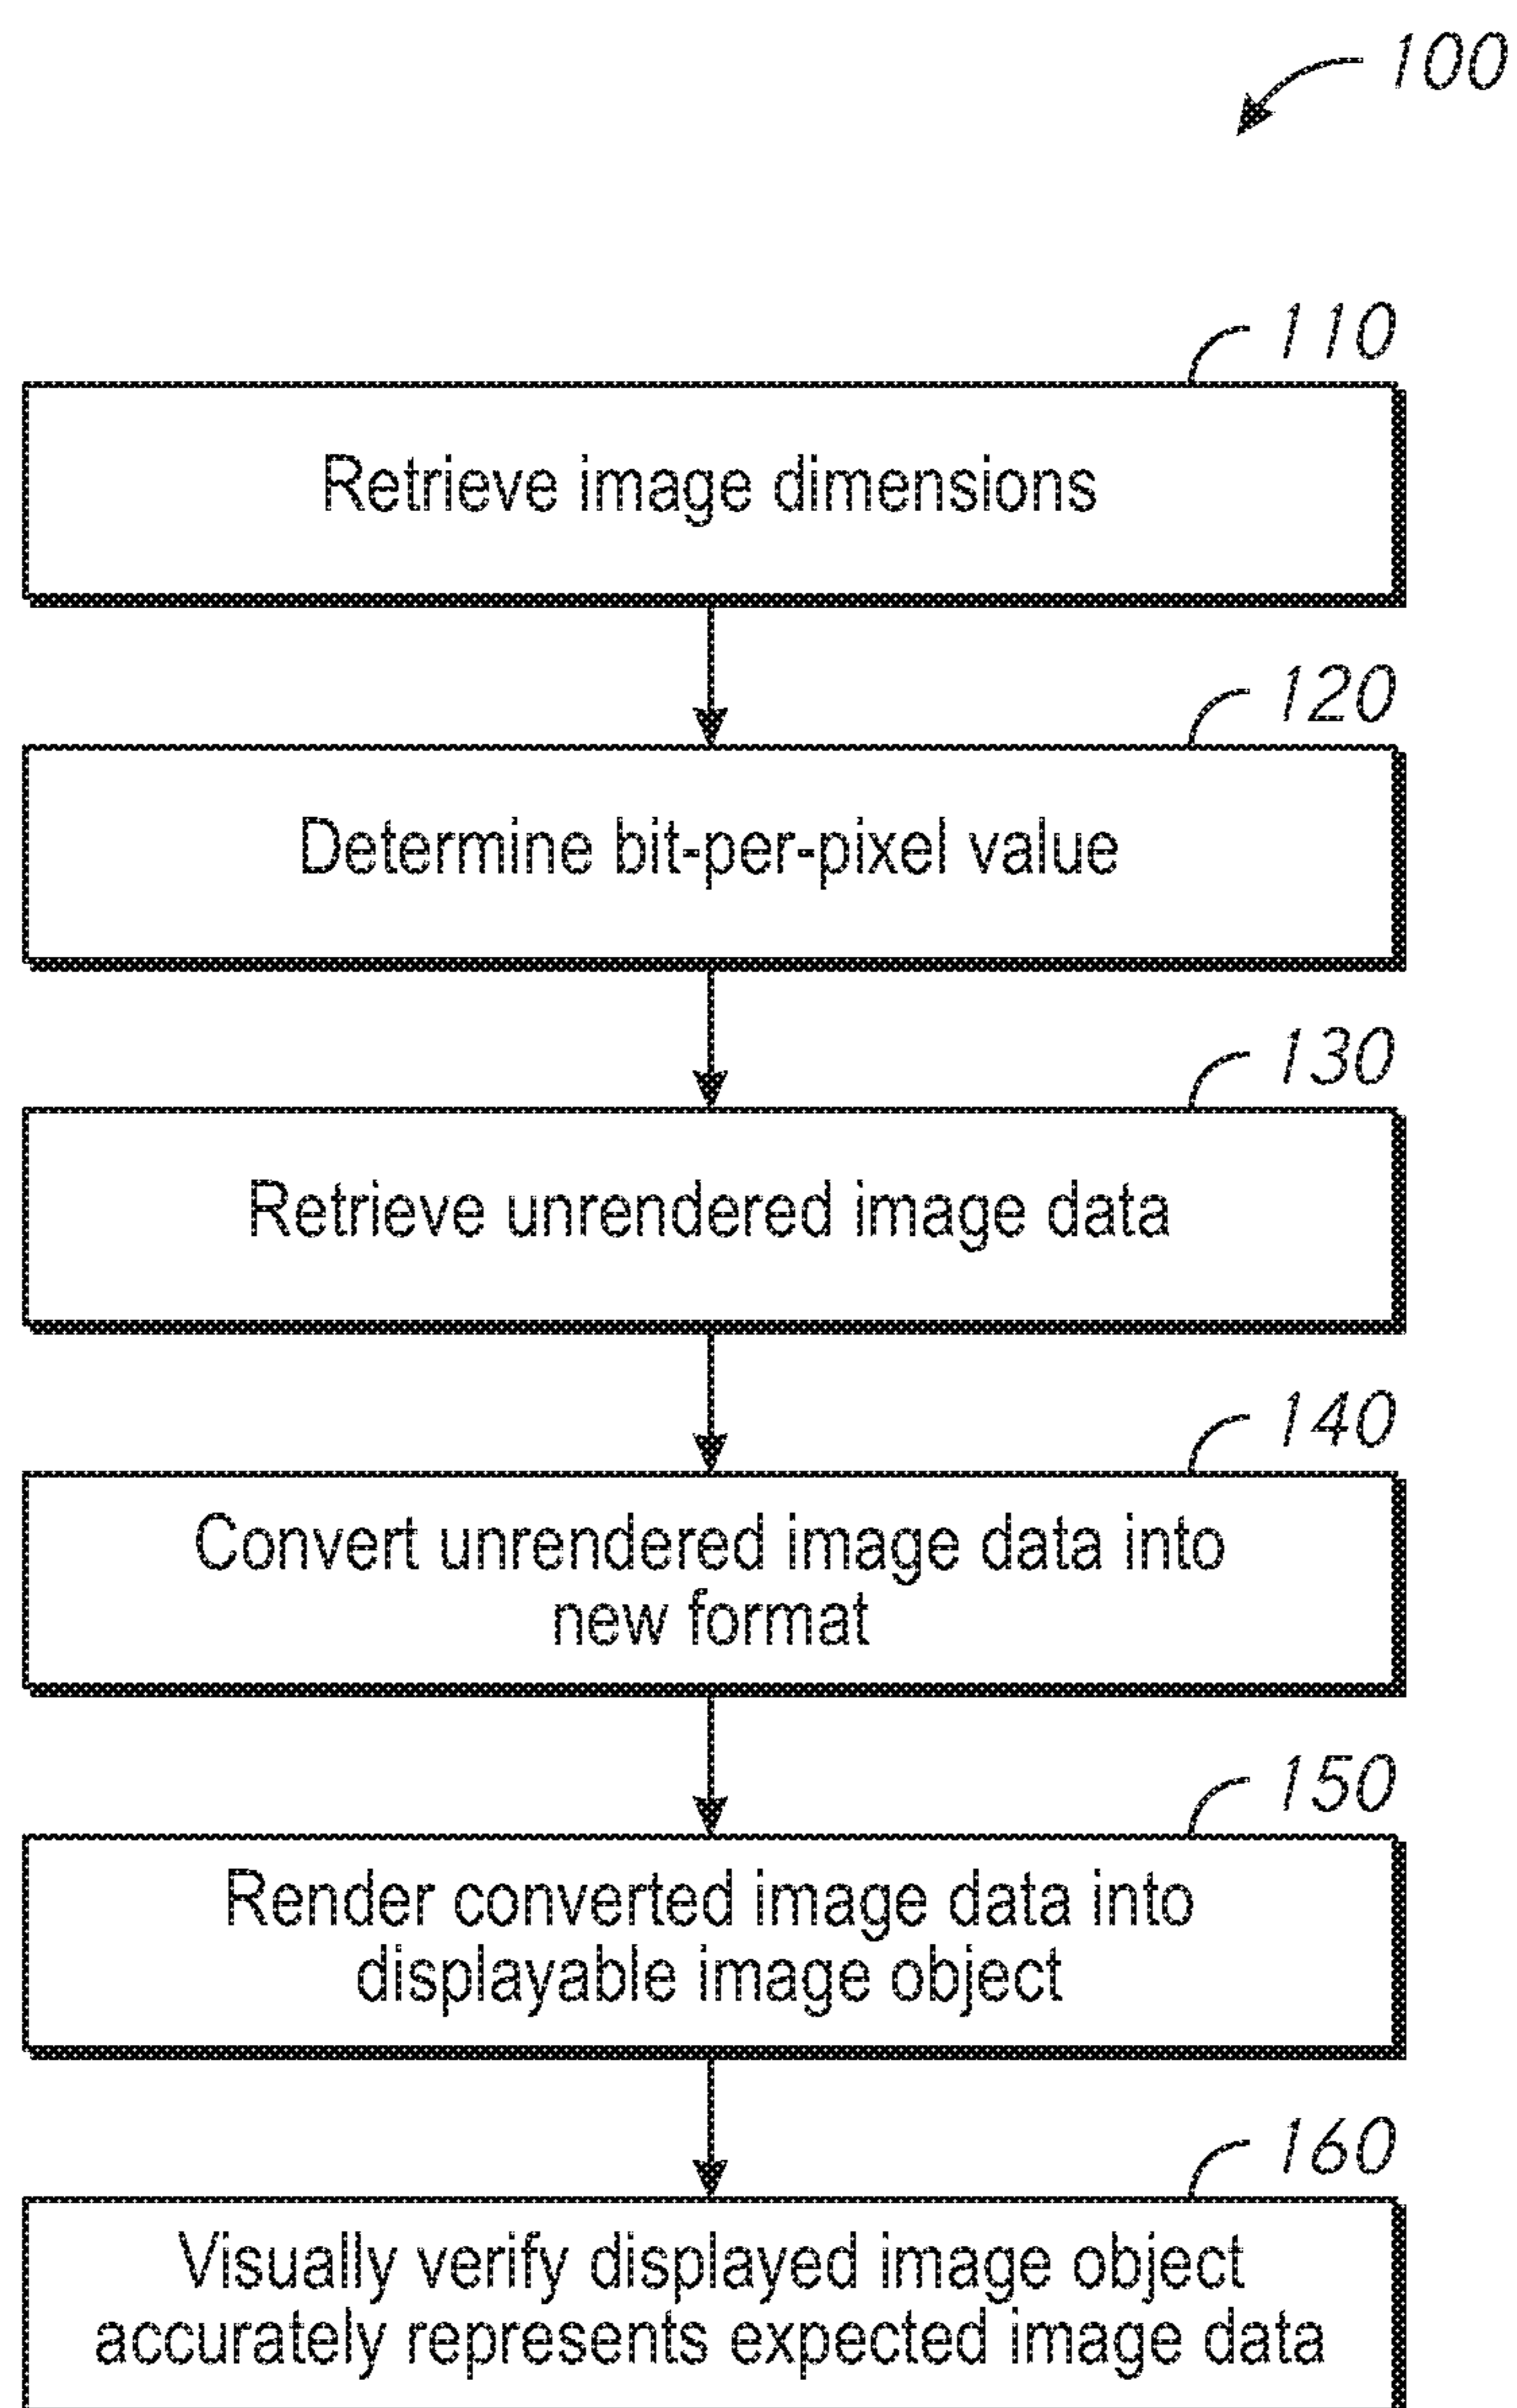 100
110
Retrieve image dimensions
120
Determine bit-per-pixel value
130
Retrieve unrendered image data
140
Convert unrendered image data into
new format
150
Render converted image data into
displayable image object
160
Visually verify displayed image object
accurately represents expected image data